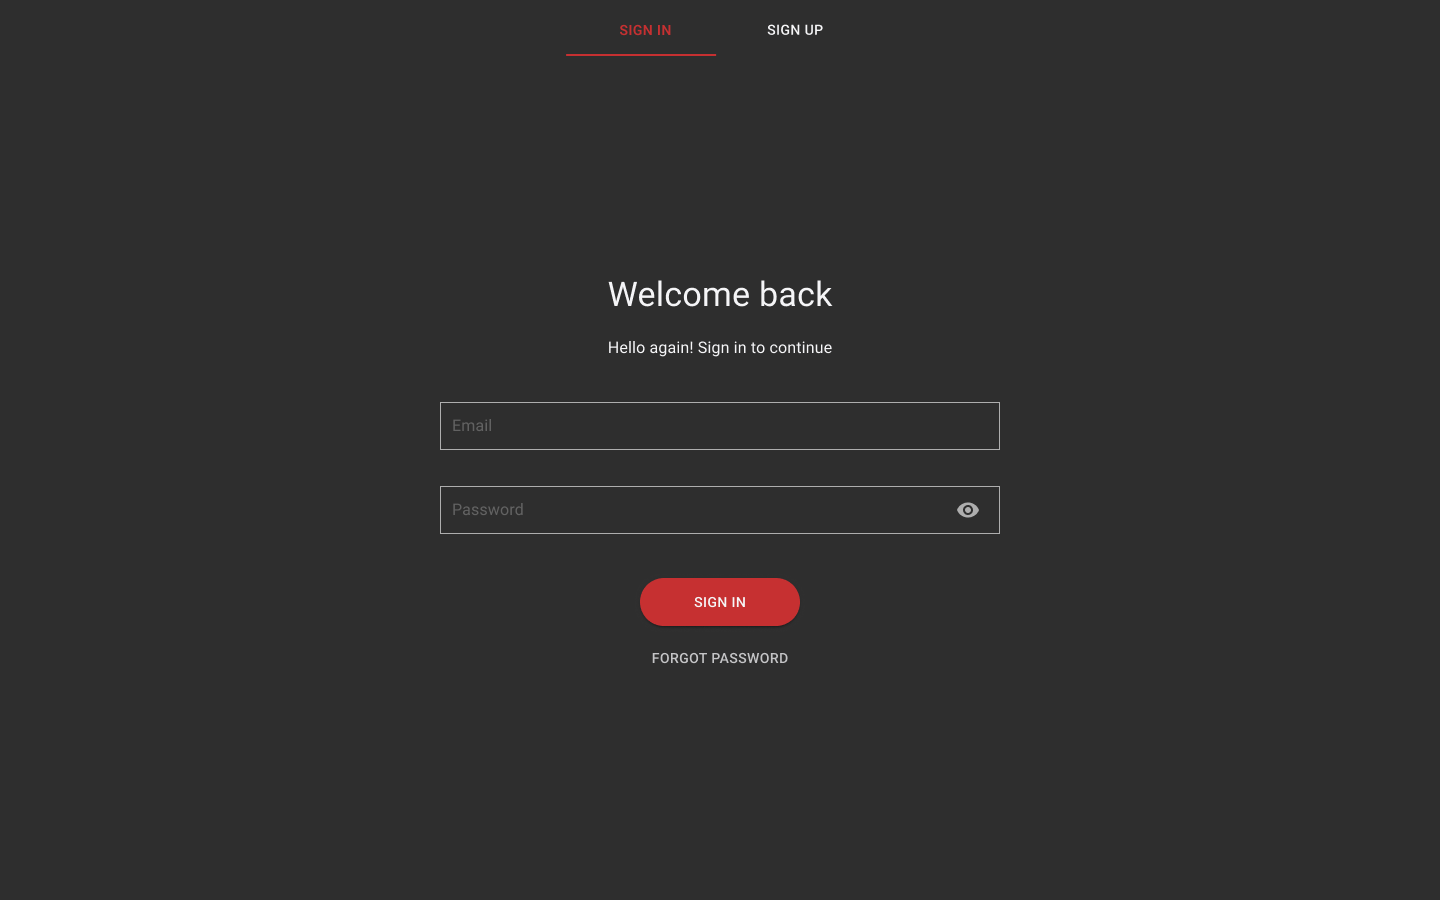 SIGN IN
SIGN UP
Welcome back
Hello again! Sign in to continue
Email
Password
SIGN IN
FORGOT PASSWORD